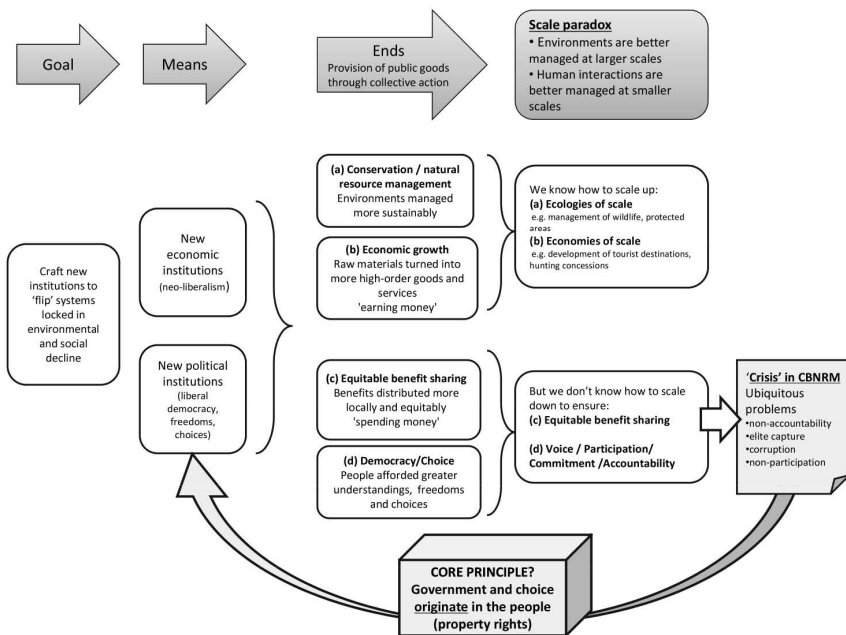 Goal
Means
Ends
Provision of public goods
through collective action
Scale paradox
• Environments are better
managed at larger scales
• Human interactions are
better managed at smaller
scales
Craft new
institutions to
‘flip’ systems
locked in
environmental
and social
decline
New
economic
institutions
(neo-liberalism)
New political
institutions
(liberal
democracy,
freedoms,
choices)
(a) Conservation / natural
resource management
Environments managed
more sustainably
(b) Economic growth
Raw materials turned into
more high-order goods and
services
'earning money'
(c) Equitable benefit sharing
Benefits distributed more
locally and equitably
'spending money'
(d) Democracy/Choice
People afforded greater
understandings, freedoms
and choices
We know how to scale up:
(a) Ecologies of scale
e.g. management of wildlife, protected
areas
(b) Economies of scale
e.g. development of tourist destinations,
hunting concessions
But we don’t know how to scale
down to ensure:
(c) Equitable benefit sharing
(d) Voice / Participation/
Commitment /Accountability
‘Crisis’ in CBNRM
Ubiquitous
problems
•non-accountability
•elite capture
•corruption
•non-participation
CORE PRINCIPLE?
Government and choice
originate in the people
(property rights)